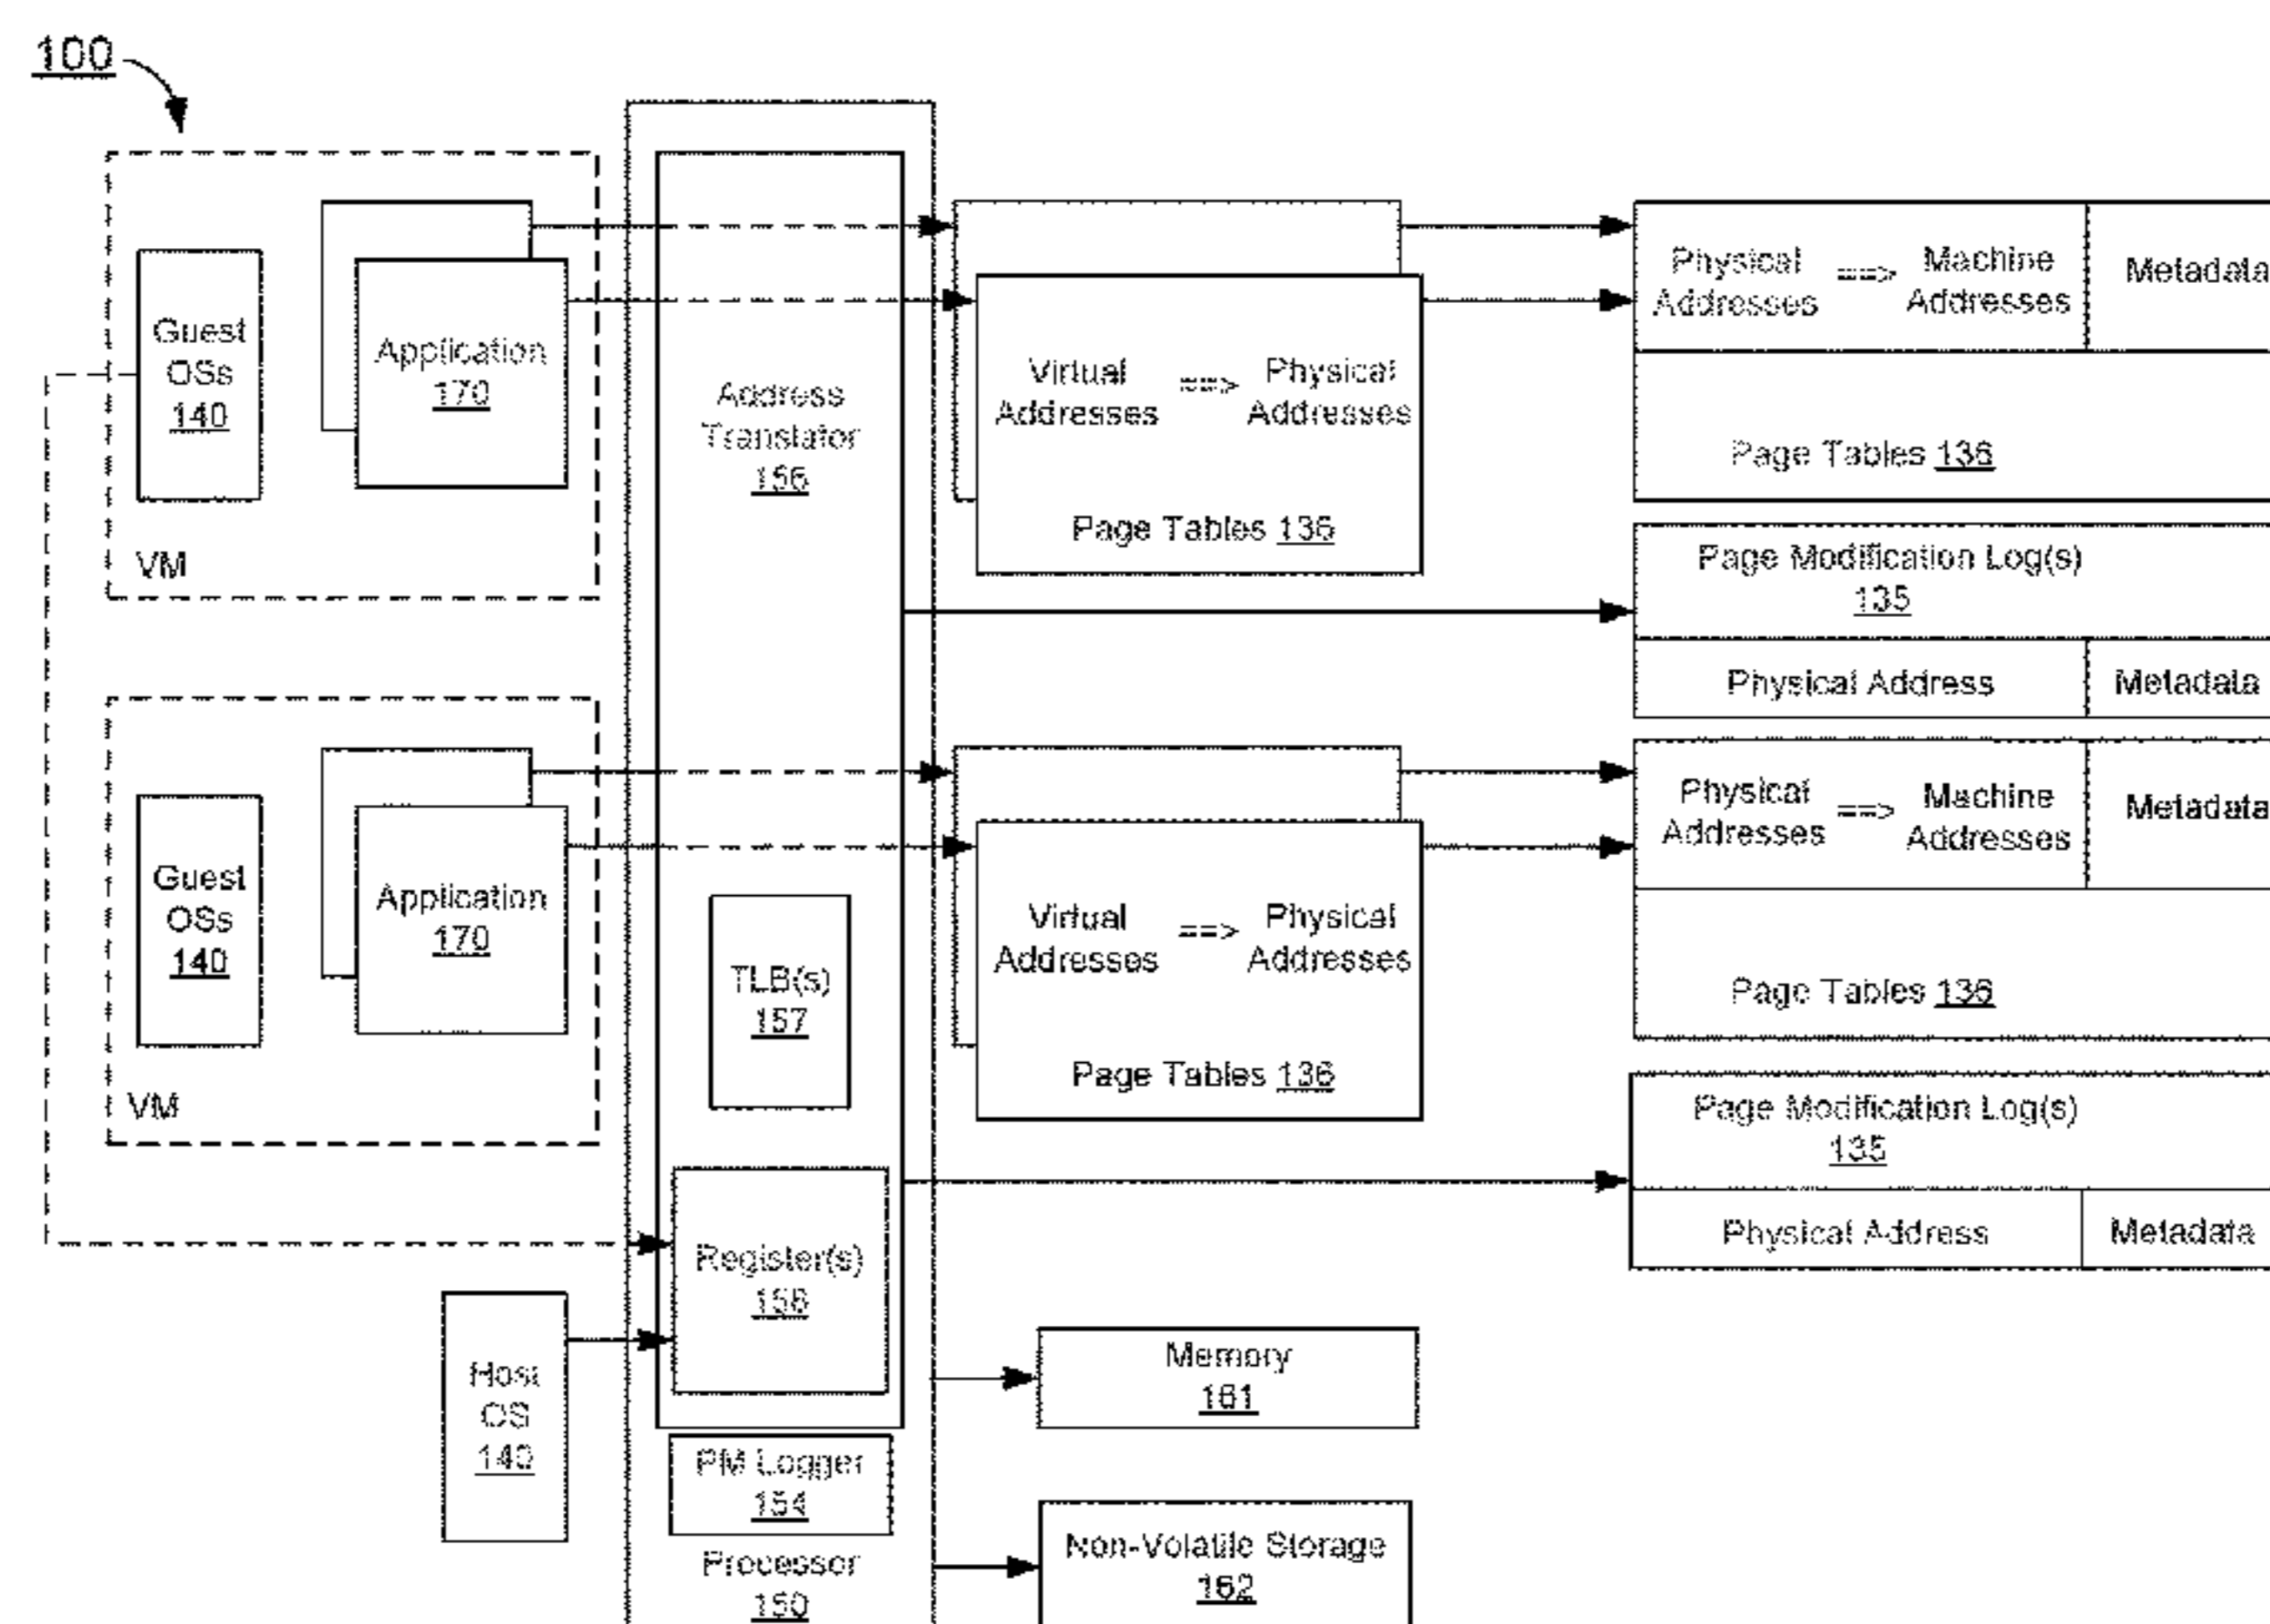 100
Guest
OSs
140
Application
170
VM
Address
Translator
156
Virtual
Addresses
==>
Physical
Addresses
Page Tables 136
Physical
Addresses
==>
Machine
Addresses
Metadata
Page Tables 136
Page Modification Log(s)
135
Physical Address
Metadata
Guest
OSs
140
Application
170
VM
TLB(s)
157
Virtual
Addresses
==>
Physical
Addresses
Page Tables 136
Physical
Addresses
==>
Machine
Addresses
Metadata
Page Tables 136
Page Modification Log(s)
135
Physical Address
Metadata
Register(s)
158
Host
OS
140
PM Logger
154
Processor
150
Memory
161
Non-Volatile Storage
162